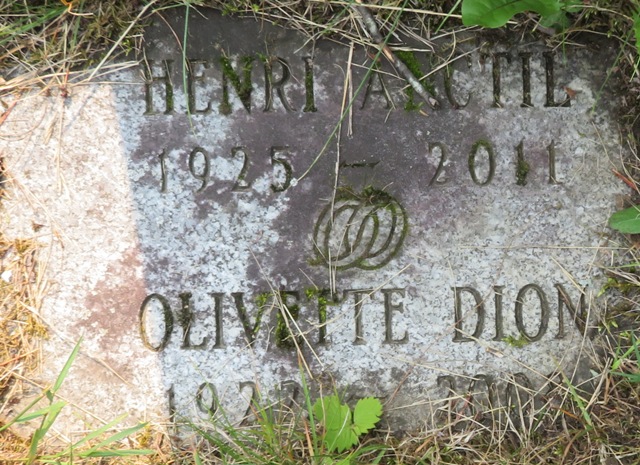 HENRI ANCTIL
1925 - 2011
OLIVETTE DION